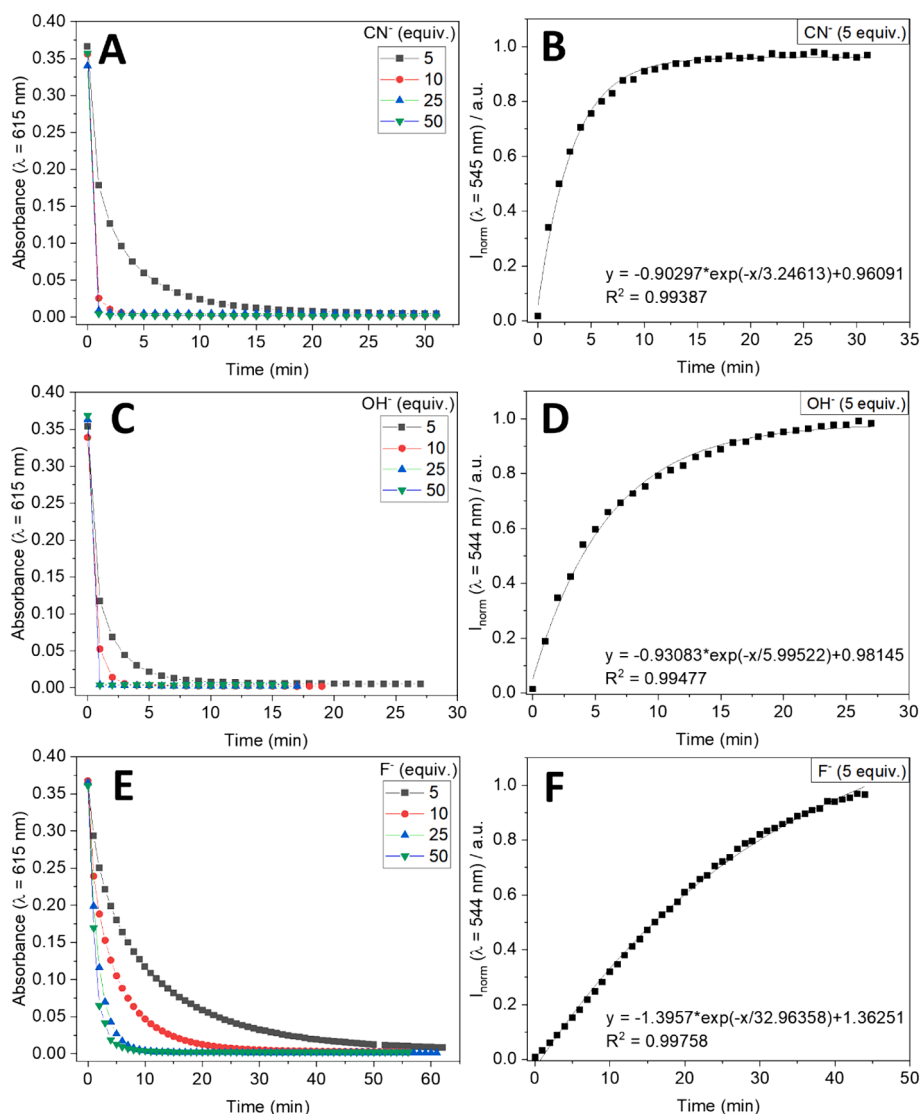 A
CN⁻ (equiv.)
5
10
25
50
Absorbance (λ = 615 nm)
0.40
0.35
0.30
0.25
0.20
0.15
0.10
0.05
0.00
0 5 10 15 20 25 30
Time (min)
B
CN⁻ (5 equiv.)
I_norm (λ = 545 nm) / a.u.
1.0
0.8
0.6
0.4
0.2
0.0
y = -0.90297*exp(-x/3.24613)+0.96091
R² = 0.99387
0 5 10 15 20 25 30 35
Time (min)
C
OH⁻ (equiv.)
5
10
25
50
Absorbance (λ = 615 nm)
0.40
0.35
0.30
0.25
0.20
0.15
0.10
0.05
0.00
0 5 10 15 20 25 30
Time (min)
D
OH⁻ (5 equiv.)
I_norm (λ = 544 nm) / a.u.
1.0
0.8
0.6
0.4
0.2
0.0
y = -0.93083*exp(-x/5.99522)+0.98145
R² = 0.99477
0 5 10 15 20 25 30
Time (min)
E
F⁻ (equiv.)
5
10
25
50
Absorbance (λ = 615 nm)
0.40
0.35
0.30
0.25
0.20
0.15
0.10
0.05
0.00
0 10 20 30 40 50 60
Time (min)
F
F⁻ (5 equiv.)
I_norm (λ = 544 nm) / a.u.
1.0
0.8
0.6
0.4
0.2
0.0
y = -1.3957*exp(-x/32.96358)+1.36251
R² = 0.99758
0 10 20 30 40 50
Time (min)